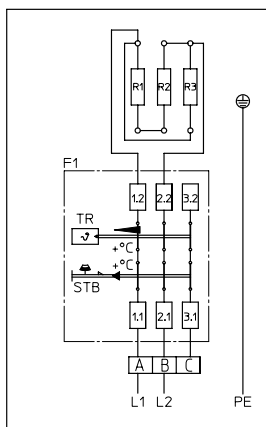 R1 R2 R3
F1
1.2 2.2 3.2
TR
ϑ
+°C
+°C
STB
1.1 2.1 3.1
A B C
L1 L2 PE